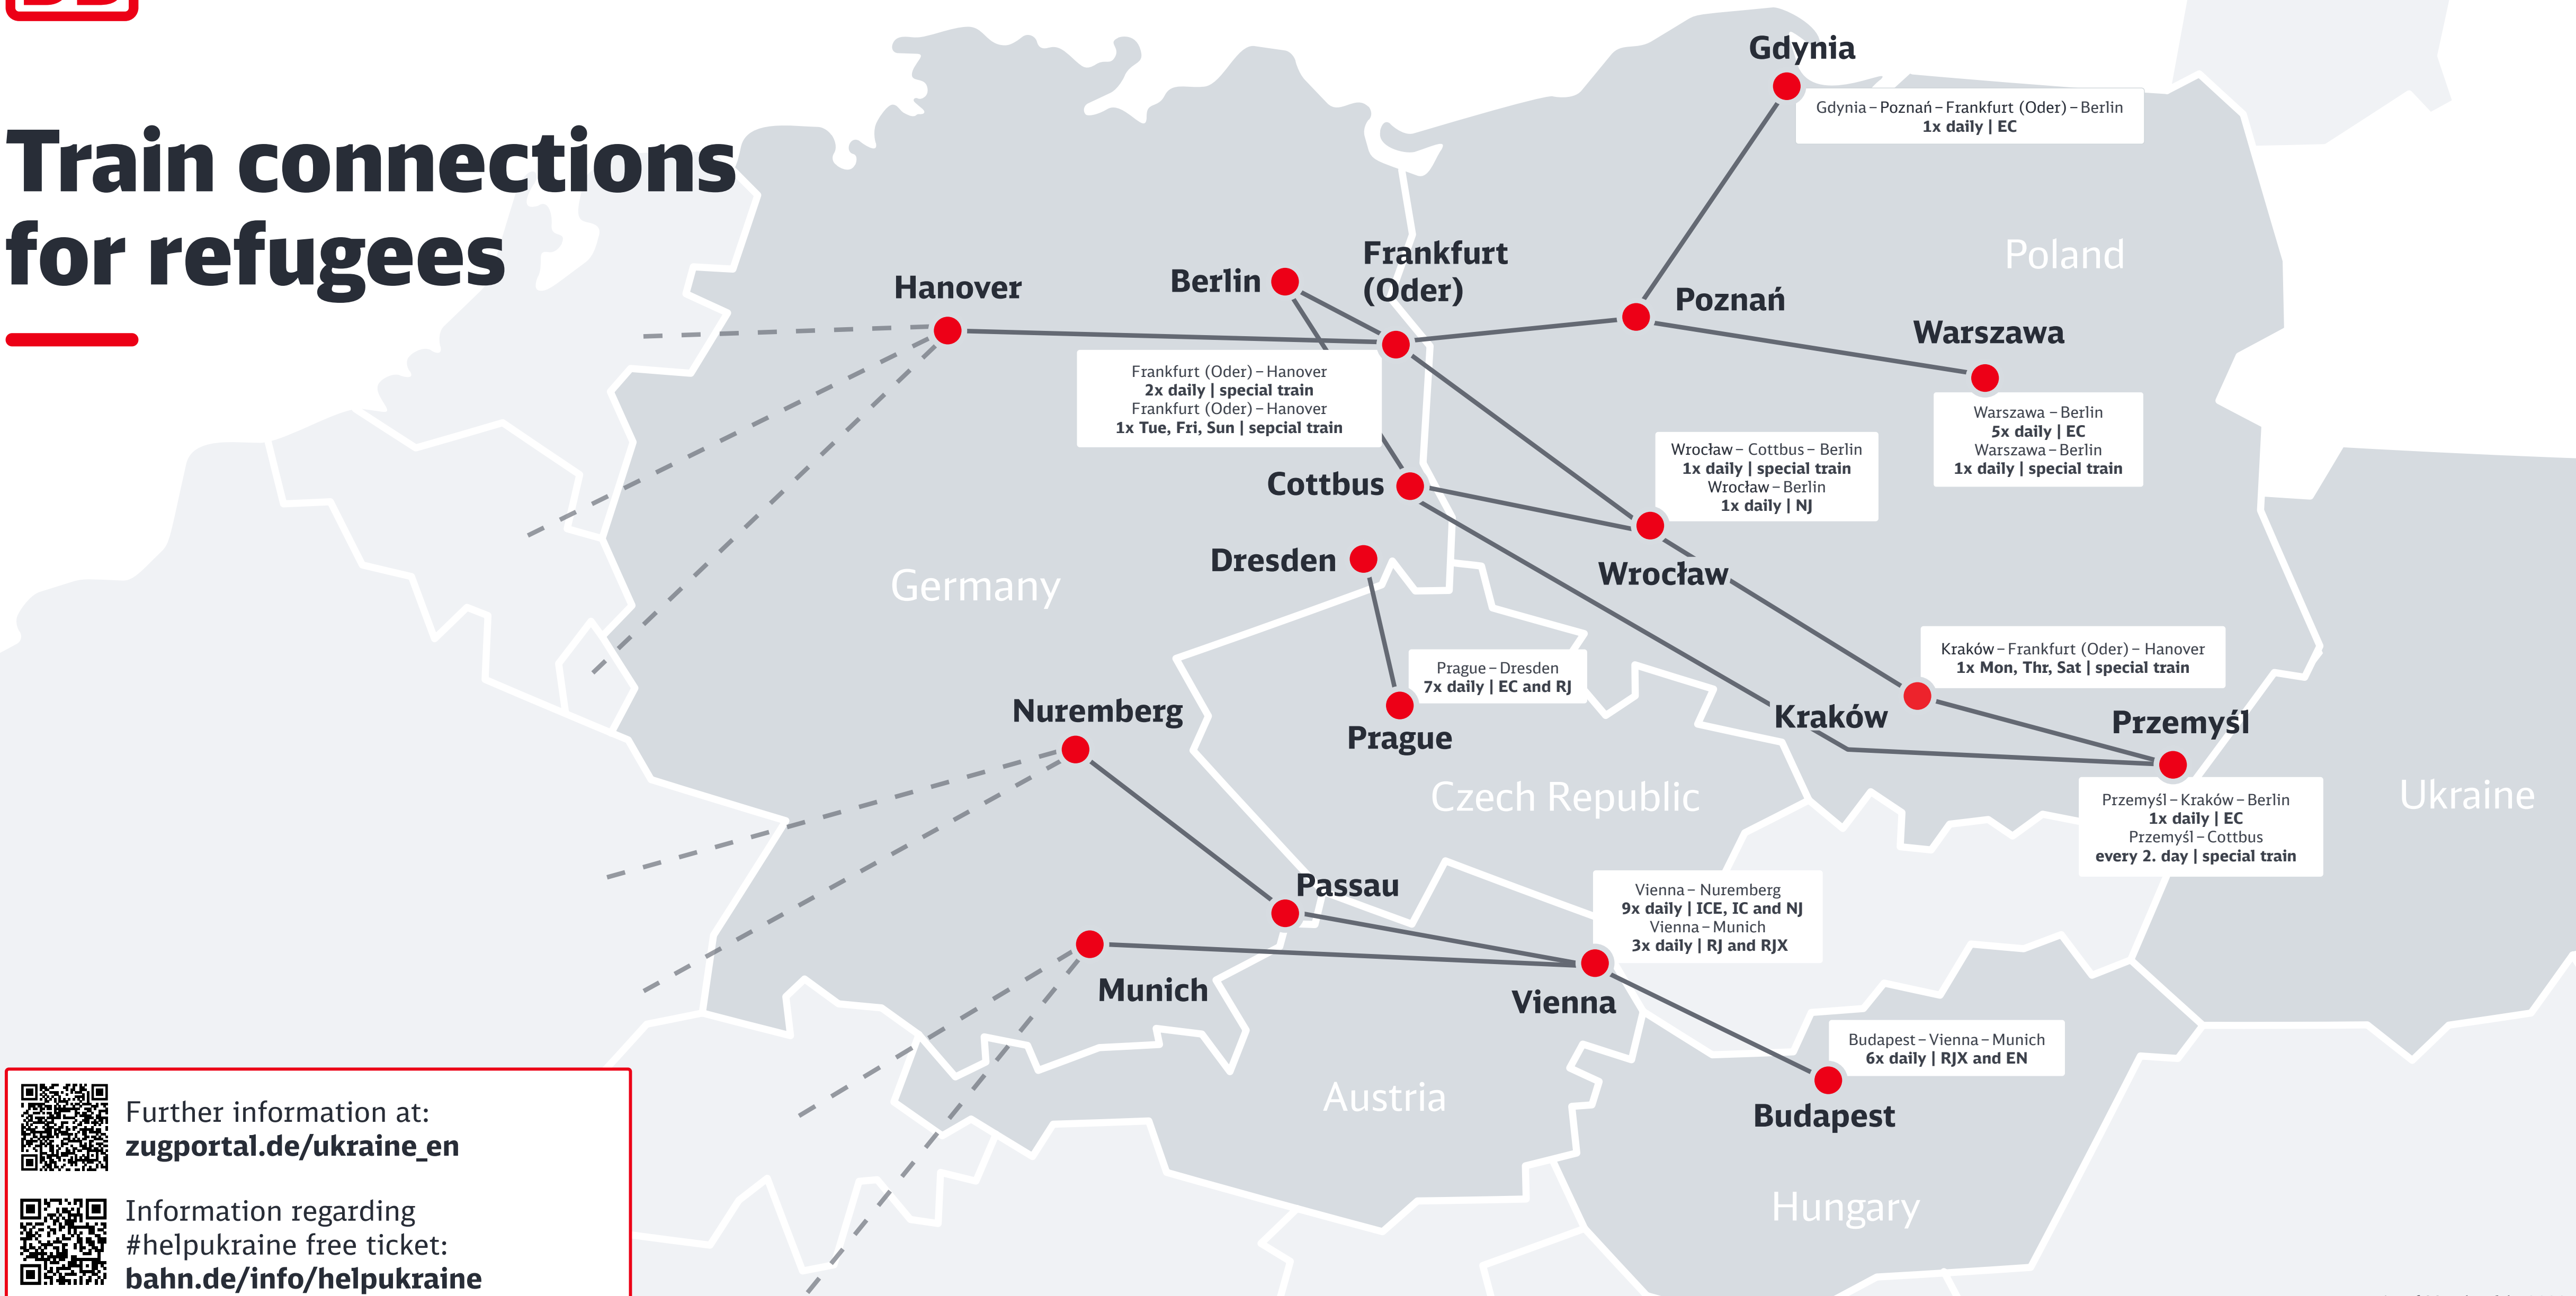 Train connections
for refugees
Gdynia
Gdynia – Poznań – Frankfurt (Oder) – Berlin
1x daily | EC
Poland
Frankfurt
(Oder)
Berlin
Hanover
Poznań
Warszawa
Frankfurt (Oder) – Hanover
2x daily | special train
Frankfurt (Oder) – Hanover
1x Tue, Fri, Sun | sepcial train
Warszawa – Berlin
5x daily | EC
Warszawa – Berlin
1x daily | special train
Wrocław – Cottbus – Berlin
1x daily | special train
Wrocław – Berlin
1x daily | NJ
Cottbus
Dresden
Wrocław
Germany
Kraków – Frankfurt (Oder) – Hanover
1x Mon, Thr, Sat | special train
Prague – Dresden
7x daily | EC and RJ
Nuremberg
Prague
Kraków
Przemyśl
Czech Republic
Ukraine
Przemyśl – Kraków – Berlin
1x daily | EC
Przemyśl – Cottbus
every 2. day | special train
Passau
Vienna – Nuremberg
9x daily | ICE, IC and NJ
Vienna – Munich
3x daily | RJ and RJX
Munich
Vienna
Budapest – Vienna – Munich
6x daily | RJX and EN
Austria
Budapest
Hungary
Further information at:
zugportal.de/ukraine_en
Information regarding
#helpukraine free ticket:
bahn.de/info/helpukraine